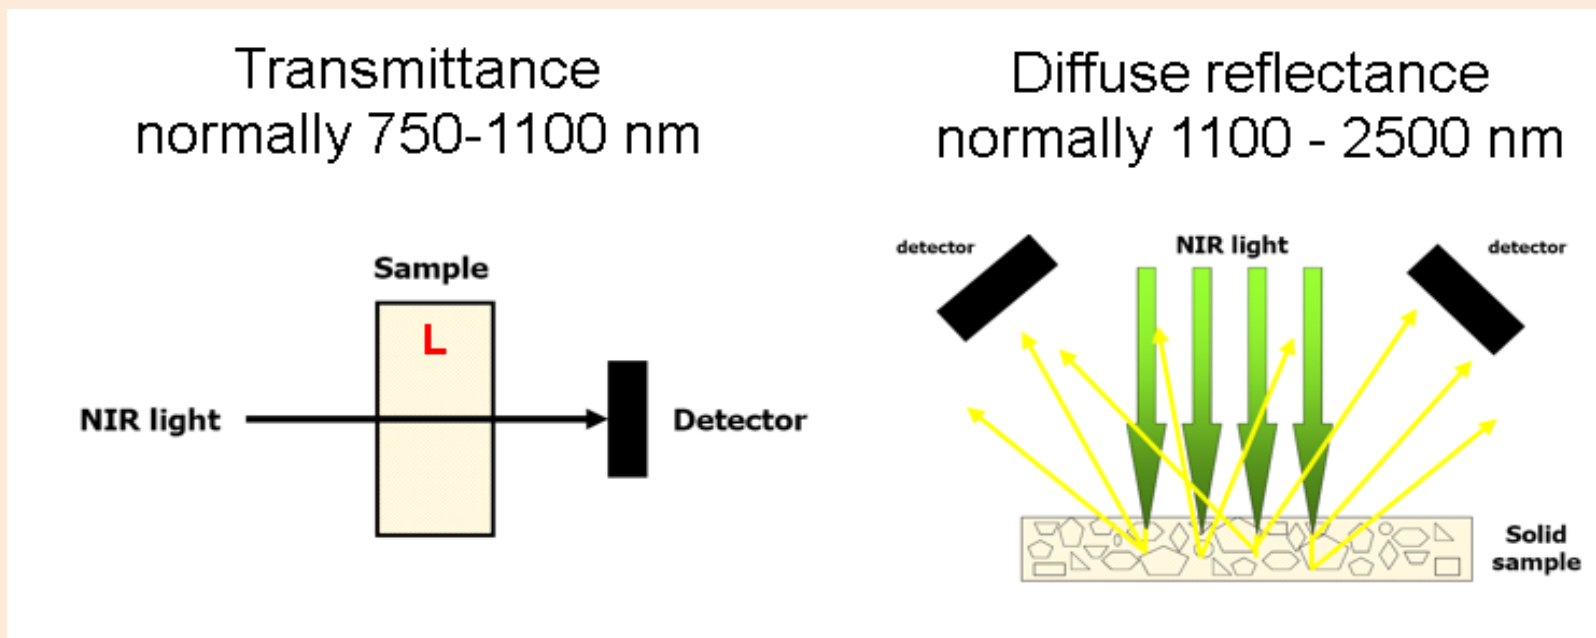 Transmittance
normally 750-1100 nm
Sample
L
NIR light
Detector
Diffuse reflectance
normally 1100 - 2500 nm
detector
NIR light
detector
Solid
sample